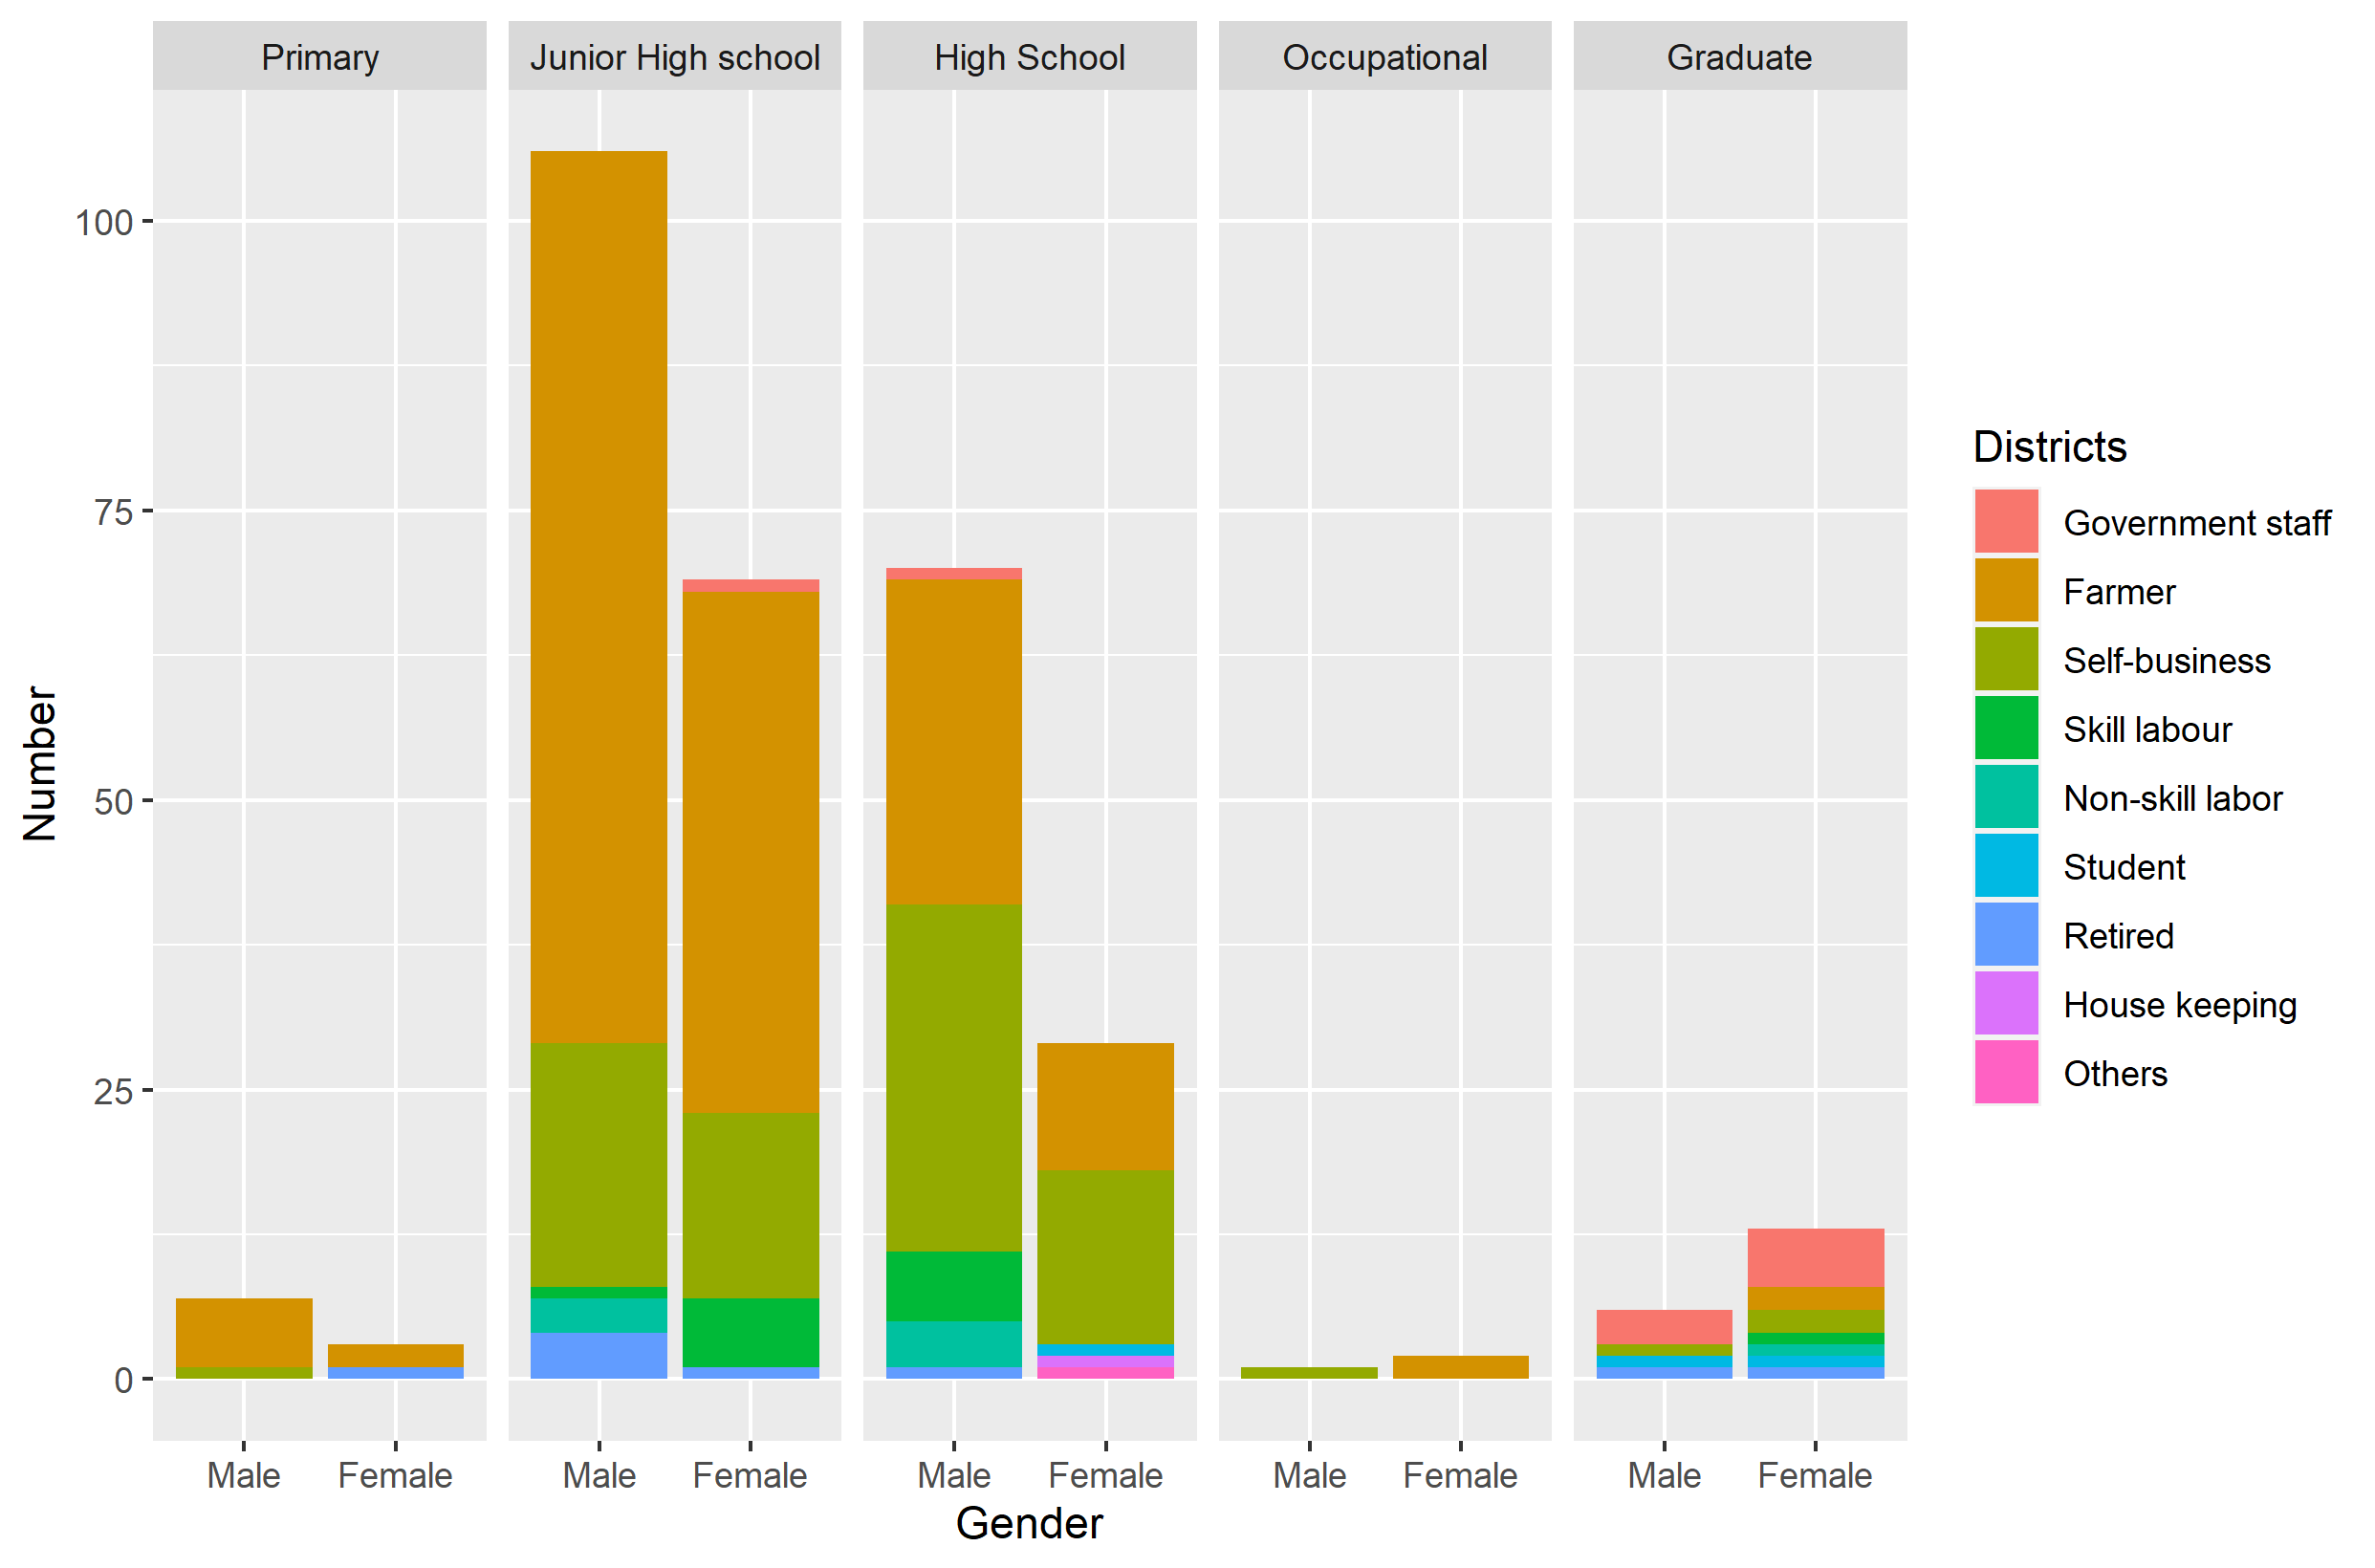 Primary
Junior High school
High School
Occupational
Graduate
100
75
50
25
0
Number
Male
Female
Male
Female
Male
Female
Male
Female
Male
Female
Gender
Districts
Government staff
Farmer
Self-business
Skill labour
Non-skill labor
Student
Retired
House keeping
Others